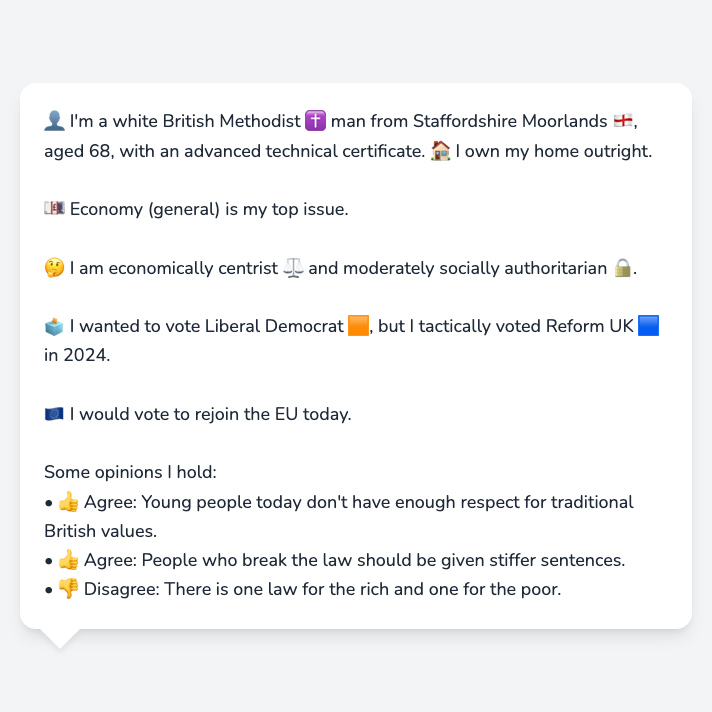 👤 I'm a white British Methodist ✝️ man from Staffordshire Moorlands 🏴󠁧󠁢󠁥󠁮󠁧󠁿,
aged 68, with an advanced technical certificate. 🏠 I own my home outright.
💷 Economy (general) is my top issue.
🤔 I am economically centrist ⚖️ and moderately socially authoritarian 🔒.
🗳️ I wanted to vote Liberal Democrat 🟧, but I tactically voted Reform UK 🟦
in 2024.
🇪🇺 I would vote to rejoin the EU today.
Some opinions I hold:
• 👍 Agree: Young people today don't have enough respect for traditional
British values.
• 👍 Agree: People who break the law should be given stiffer sentences.
• 👎 Disagree: There is one law for the rich and one for the poor.